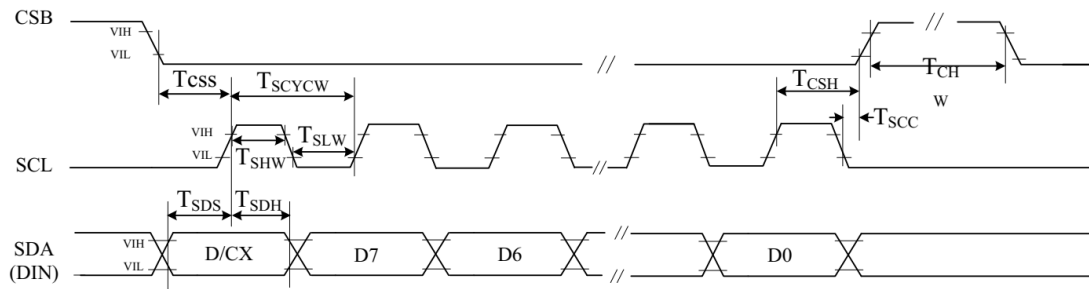 CSB
VIH
VIL
//
//
Tcss
TSCYCW
TCSH
TCH
W
TSCC
SCL
VIH
VIL
TSHW
TSLW
//
TSDS
TSDH
SDA
(DIN)
VIH
VIL
D/CX
D7
D6
//
//
D0